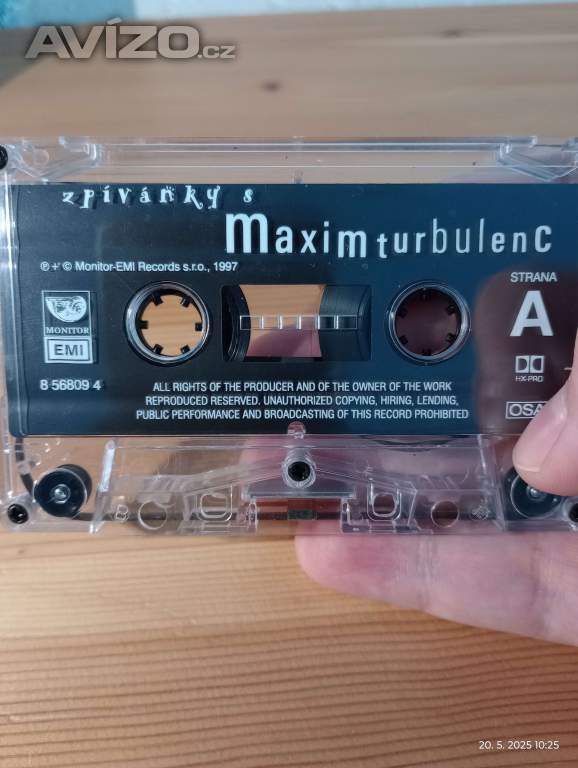 AVÍZO.cz
zpívánky s
maxim turbulenc
℗ + © Monitor-EMI Records s.r.o., 1997
STRANA
A
MONITOR
EMI
HX-PRO
8 56809 4
ALL RIGHTS OF THE PRODUCER AND OF THE OWNER OF THE WORK
REPRODUCED RESERVED. UNAUTHORIZED COPYING, HIRING, LENDING,
PUBLIC PERFORMANCE AND BROADCASTING OF THIS RECORD PROHIBITED
20. 5. 2025 10:25